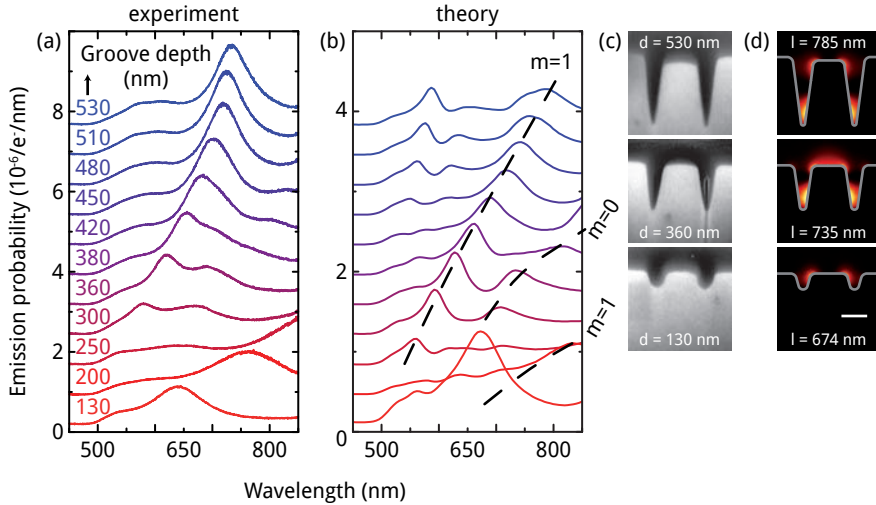 experiment
theory
(a)
(b)
(c)
(d)
Groove depth
(nm)
530
510
480
450
420
380
360
300
250
200
130
8
6
4
2
0
500
650
800
Emission probability (10⁻⁶/e⁻/nm)
m=1
m=0
m=1
4
2
0
500
650
800
Wavelength (nm)
d = 530 nm
d = 360 nm
d = 130 nm
l = 785 nm
l = 735 nm
l = 674 nm